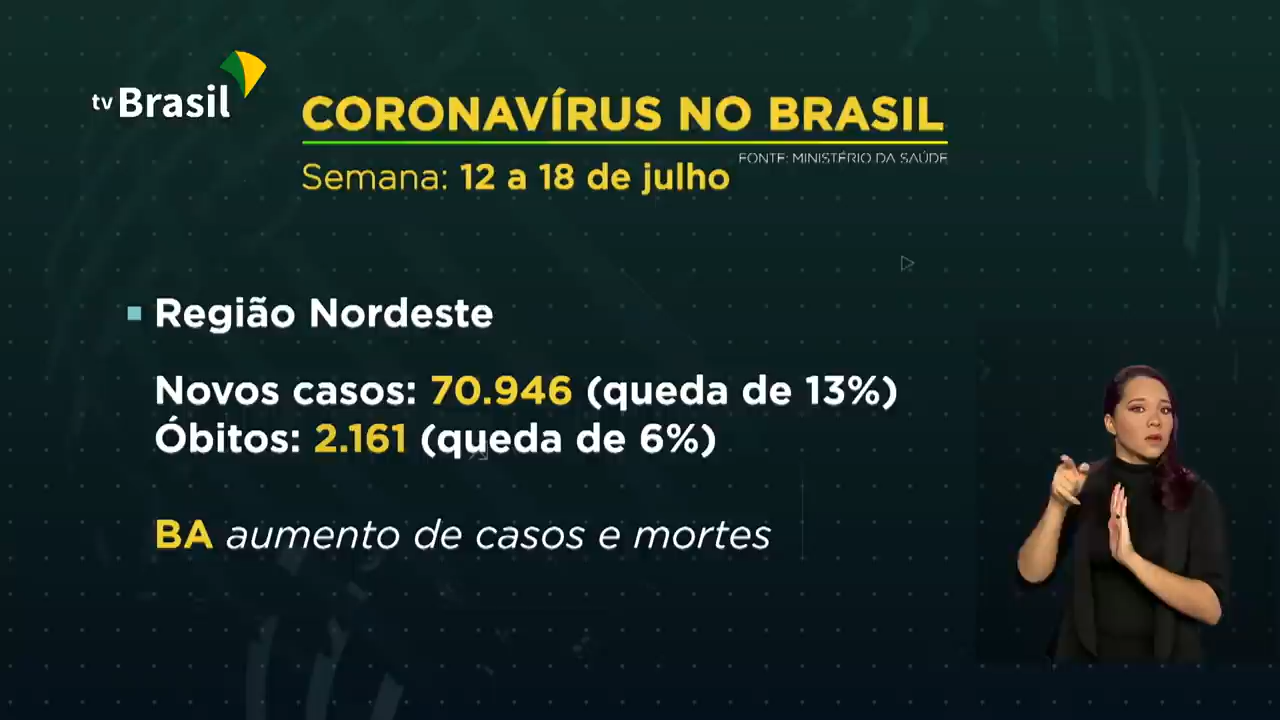 tv Brasil
CORONAVÍRUS NO BRASIL
FONTE: MINISTÉRIO DA SAÚDE
Semana: 12 a 18 de julho
Região Nordeste
Novos casos: 70.946 (queda de 13%)
Óbitos: 2.161 (queda de 6%)
BA aumento de casos e mortes